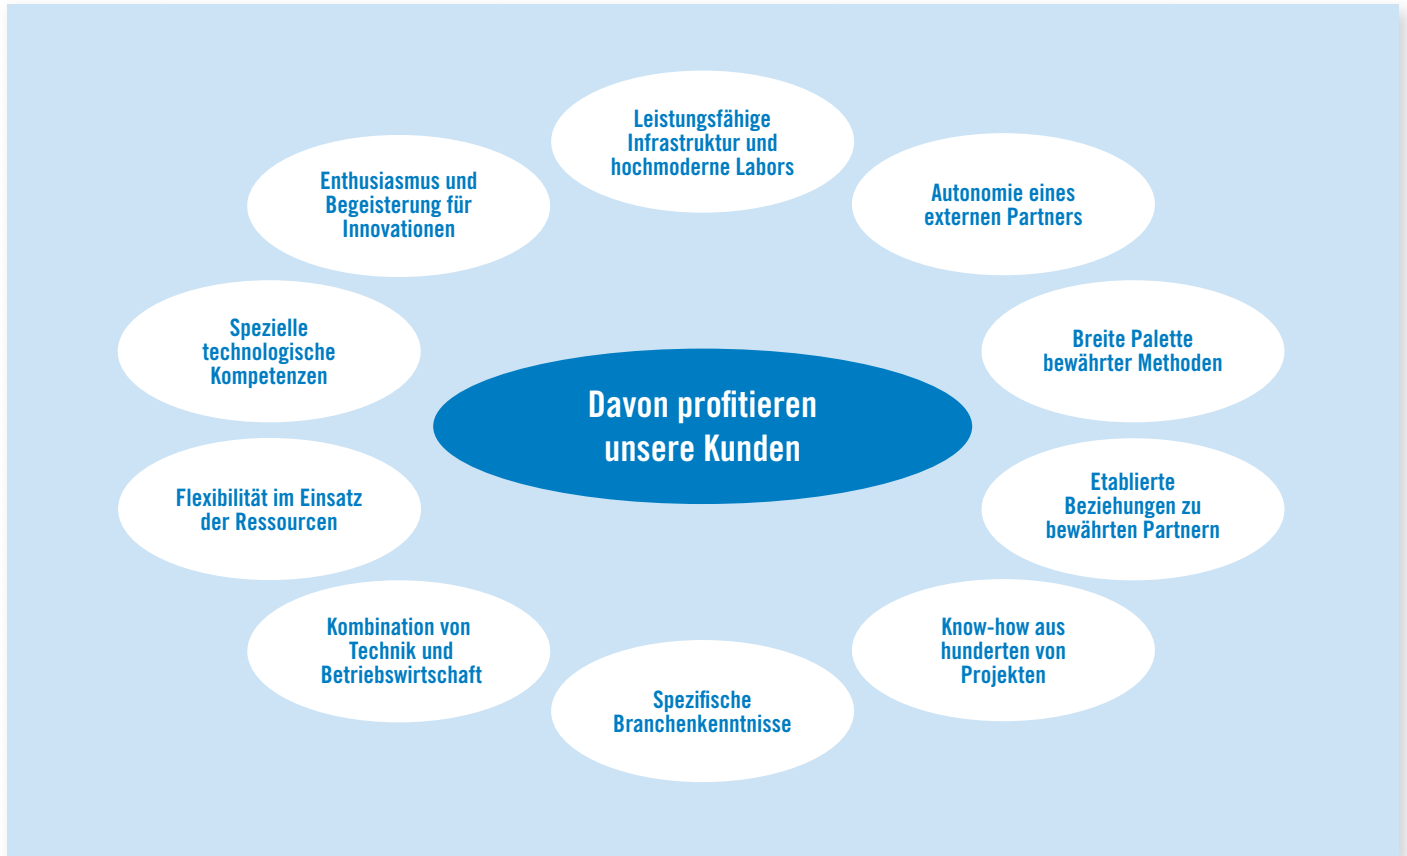 Leistungsfähige
Infrastruktur und
hochmoderne Labors
Enthusiasmus und
Begeisterung für
Innovationen
Autonomie eines
externen Partners
Spezielle
technologische
Kompetenzen
Breite Palette
bewährter Methoden
Davon profitieren
unsere Kunden
Flexibilität im Einsatz
der Ressourcen
Etablierte
Beziehungen zu
bewährten Partnern
Kombination von
Technik und
Betriebswirtschaft
Know-how aus
hunderten von
Projekten
Spezifische
Branchenkenntnisse